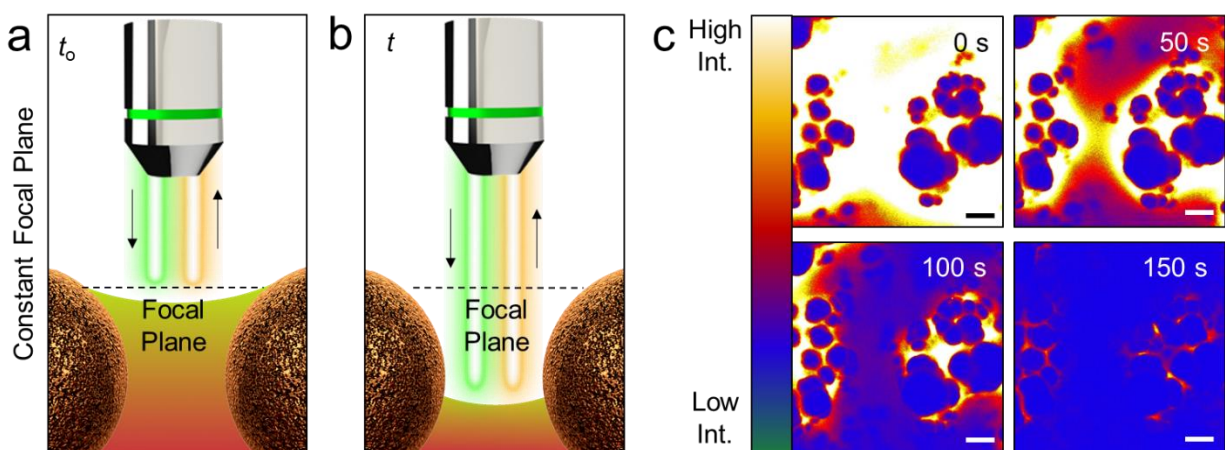 a
t₀
Constant Focal Plane
Focal
Plane
b
t
Focal
Plane
c
High
Int.
Low
Int.
0 s
50 s
100 s
150 s